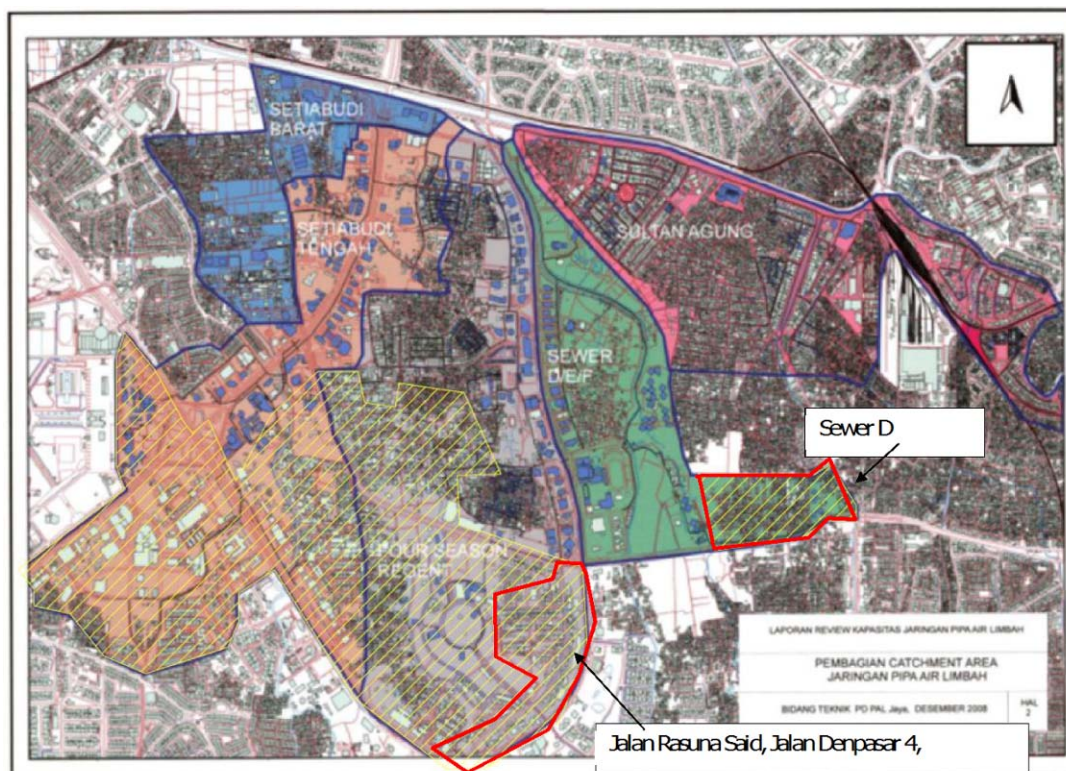 SETIABUDI
BARAT
SETIABUDI
TENGAH
SULTAN AGUNG
SEWER
D/E/F
Sewer D
FOUR SEASON
REGENT
LAPORAN REVIEW KAPASITAS JARINGAN PIPA AIR LIMBAH
PEMBAGIAN CATCHMENT AREA
JARINGAN PIPA AIR LIMBAH
BIDANG TEKNIK PD PAL Jaya, DESEMBER 2008
HAL
2
Jalan Rasuna Said, Jalan Denpasar 4,